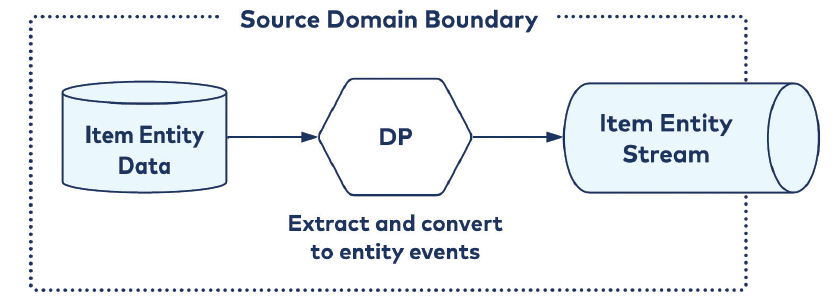 Source Domain Boundary
Item Entity
Data
DP
Item Entity
Stream
Extract and convert
to entity events